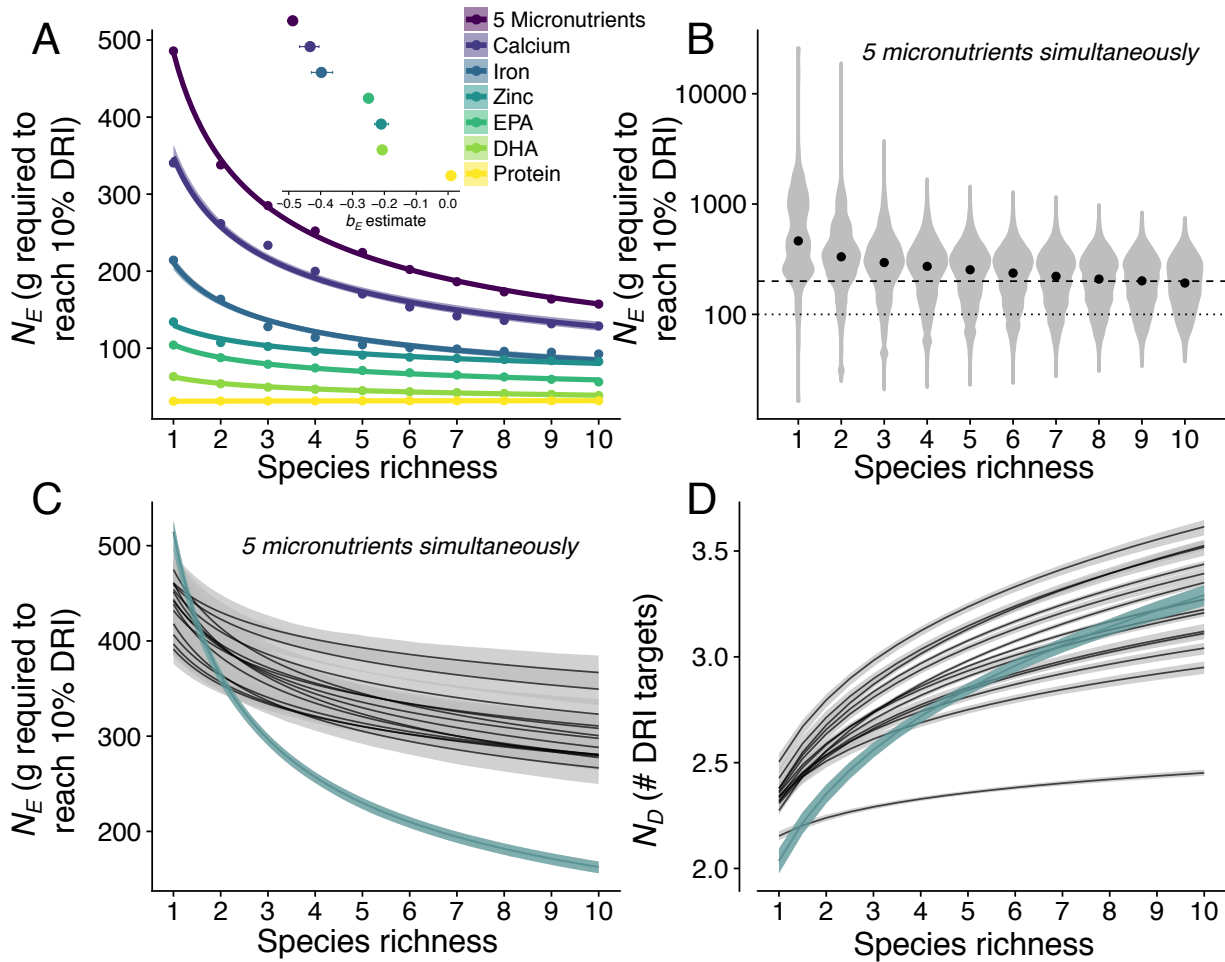 A
500
400
300
200
100
N_E (g required to
reach 10% DRI)
1 2 3 4 5 6 7 8 9 10
Species richness
−0.5 −0.4 −0.3 −0.2 −0.1 0.0
b_E estimate
5 Micronutrients
Calcium
Iron
Zinc
EPA
DHA
Protein
B
5 micronutrients simultaneously
10000
1000
100
N_E (g required to
reach 10% DRI)
1 2 3 4 5 6 7 8 9 10
Species richness
C
5 micronutrients simultaneously
500
400
300
200
N_E (g required to
reach 10% DRI)
1 2 3 4 5 6 7 8 9 10
Species richness
D
3.5
3.0
2.5
2.0
N_D (# DRI targets)
1 2 3 4 5 6 7 8 9 10
Species richness